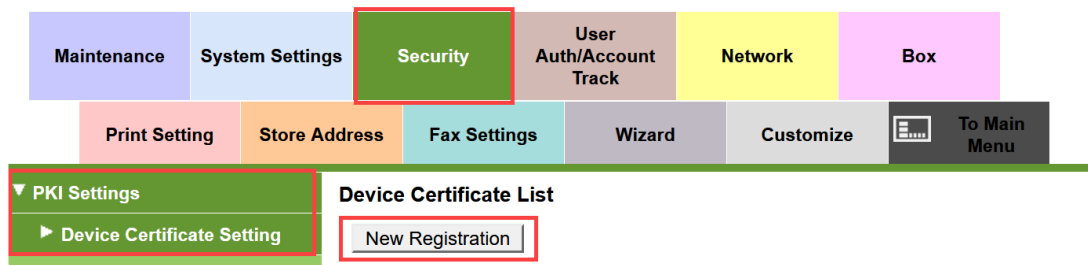 Maintenance
System Settings
Security
User
Auth/Account
Track
Network
Box
Print Setting
Store Address
Fax Settings
Wizard
Customize
To Main
Menu
PKI Settings
Device Certificate List
Device Certificate Setting
New Registration